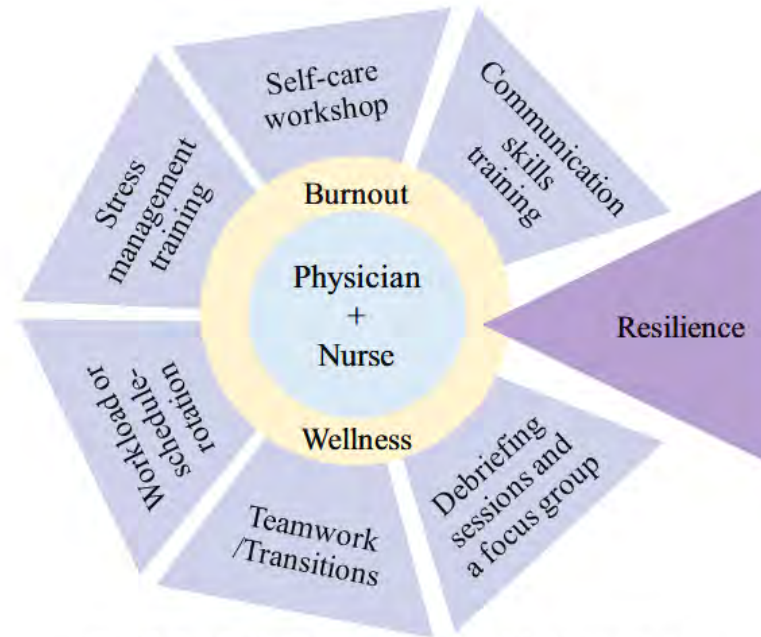 Self-care
workshop
Communication
skills
training
Stress
management
training
Burnout
Physician
+
Nurse
Wellness
Resilience
Workload or
schedule-
rotation
Teamwork
/Transitions
Debriefing
sessions and
a focus group